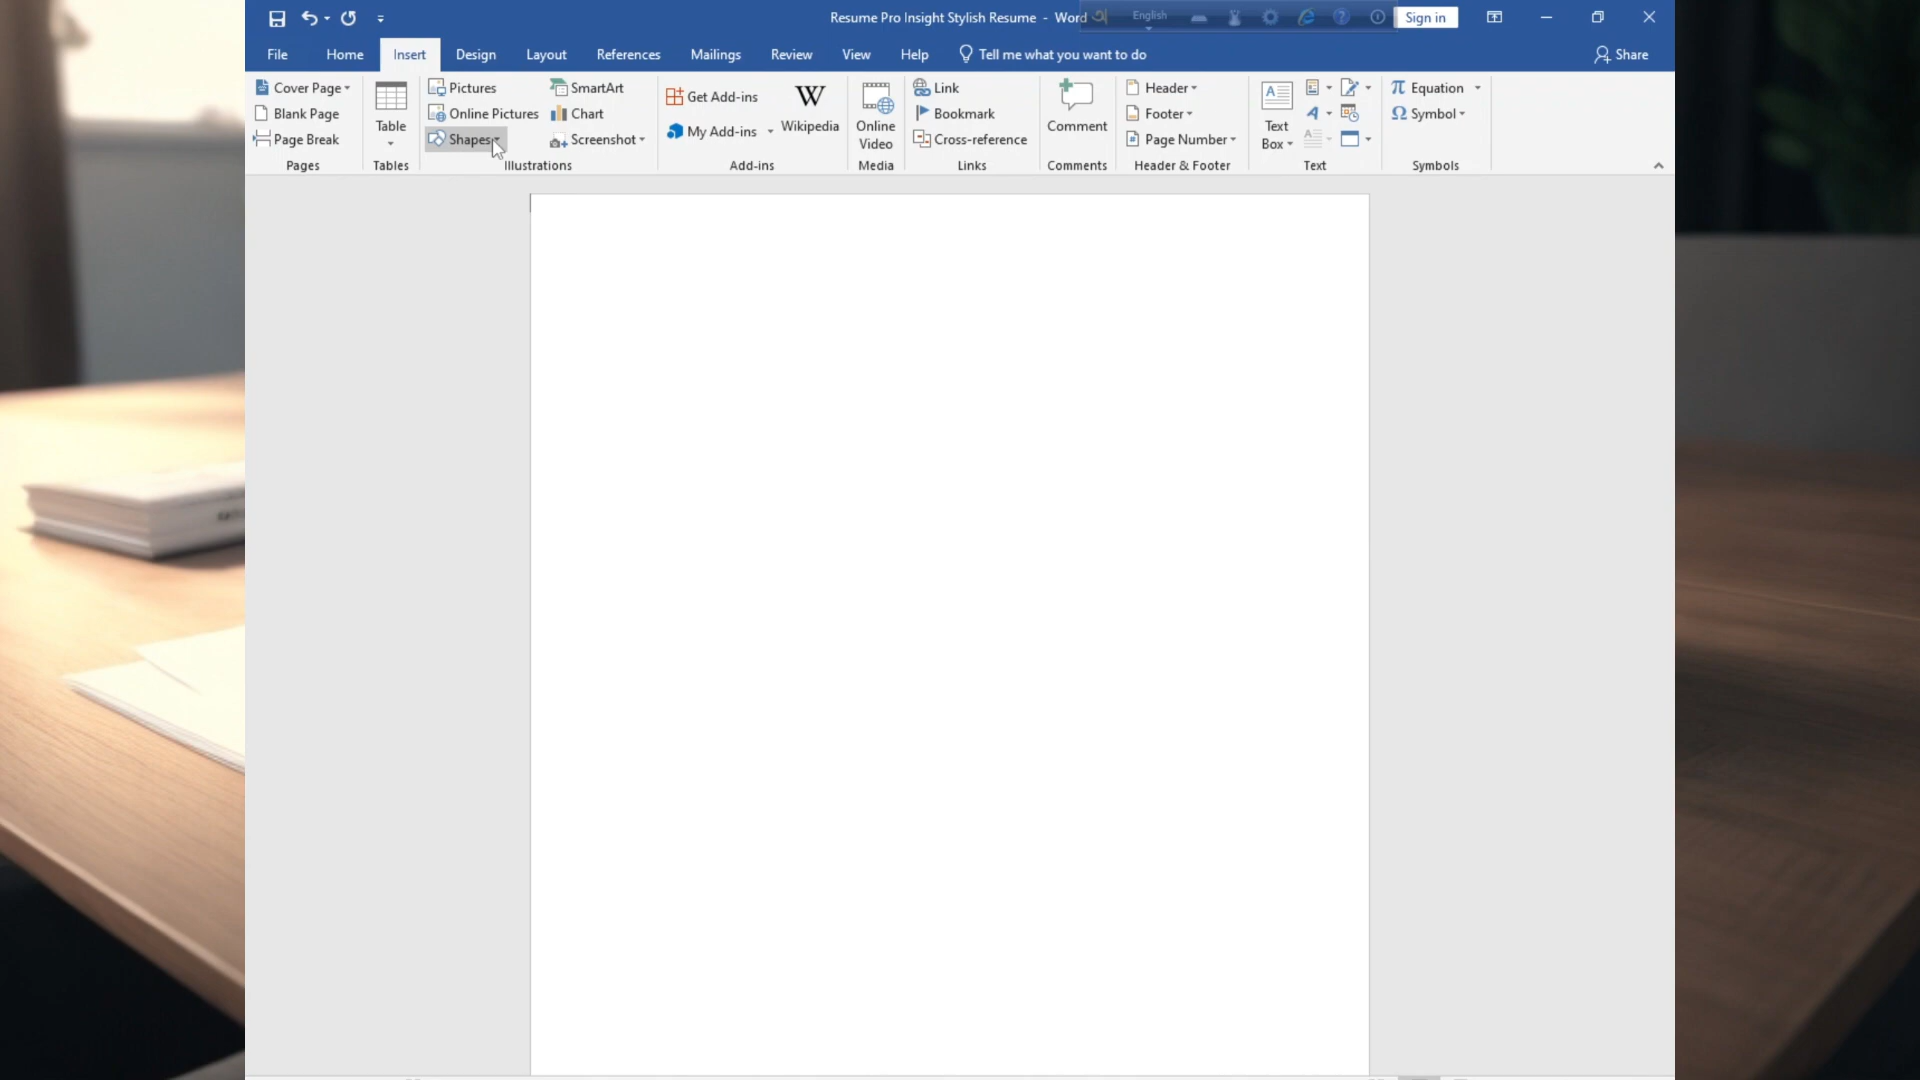 Resume Pro Insight Stylish Resume - Word
English
Sign in
File Home Insert Design Layout References Mailings Review View Help Tell me what you want to do Share
Cover Page
Blank Page
Page Break
Pages
Table
Tables
Pictures
Online Pictures
Shapes
SmartArt
Chart
Screenshot
Illustrations
Get Add-ins
My Add-ins
W
Wikipedia
Add-ins
Online
Video
Media
Link
Bookmark
Cross-reference
Links
Comment
Comments
Header
Footer
Page Number
Header & Footer
Text
Box
Text
π Equation
Ω Symbol
Symbols